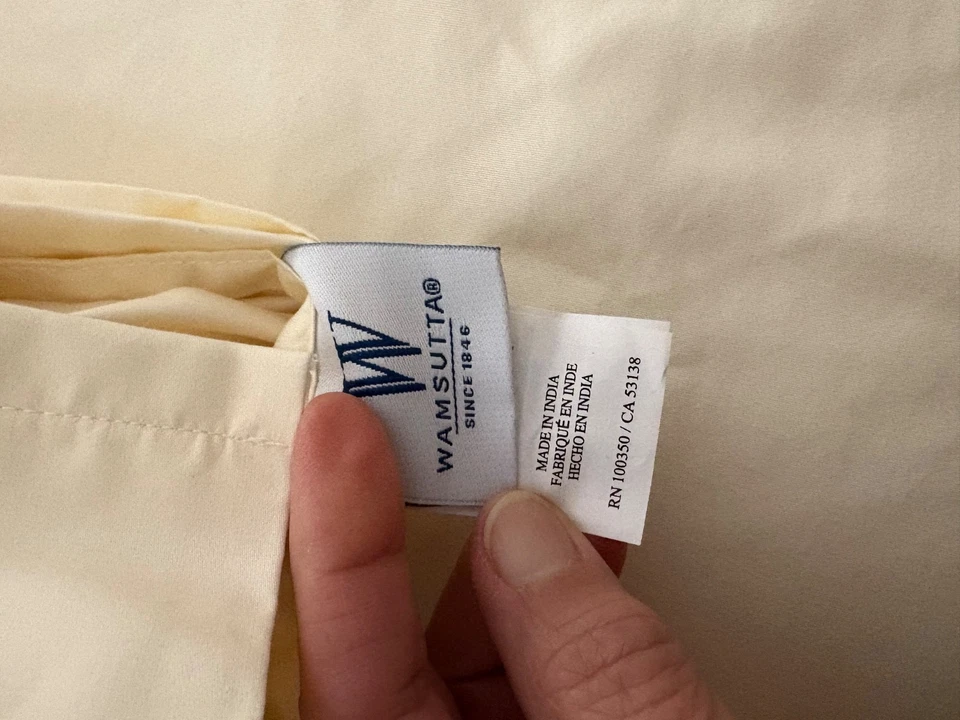 W
WAMSUTTA®
SINCE 1846
MADE IN INDIA
FABRIQUÉ EN INDE
HECHO EN INDIA
RN 100350 / CA 53138